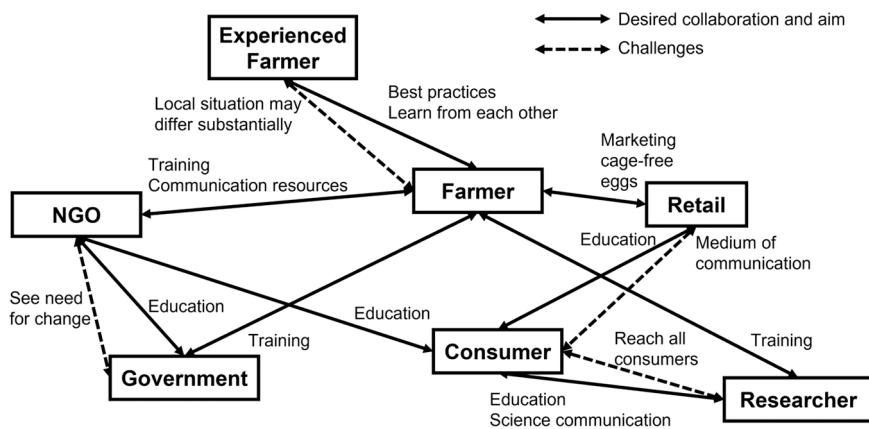 Desired collaboration and aim
Challenges
Experienced
Farmer
Local situation may
differ substantially
Best practices
Learn from each other
Training
Communication resources
Marketing
cage-free
eggs
NGO
Farmer
Retail
Education
Medium of
communication
See need
for change
Education
Education
Training
Reach all
consumers
Training
Government
Consumer
Researcher
Education
Science communication